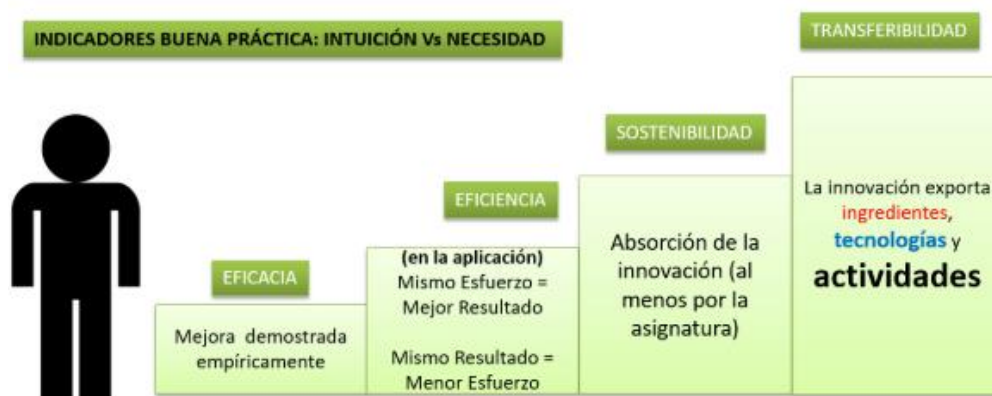 INDICADORES BUENA PRÁCTICA: INTUICIÓN Vs NECESIDAD
EFICACIA
Mejora demostrada
empíricamente
EFICIENCIA
(en la aplicación)
Mismo Esfuerzo =
Mejor Resultado
Mismo Resultado =
Menor Esfuerzo
SOSTENIBILIDAD
Absorción de la
innovación (al
menos por la
asignatura)
TRANSFERIBILIDAD
La innovación exporta
ingredientes,
tecnologías y
actividades